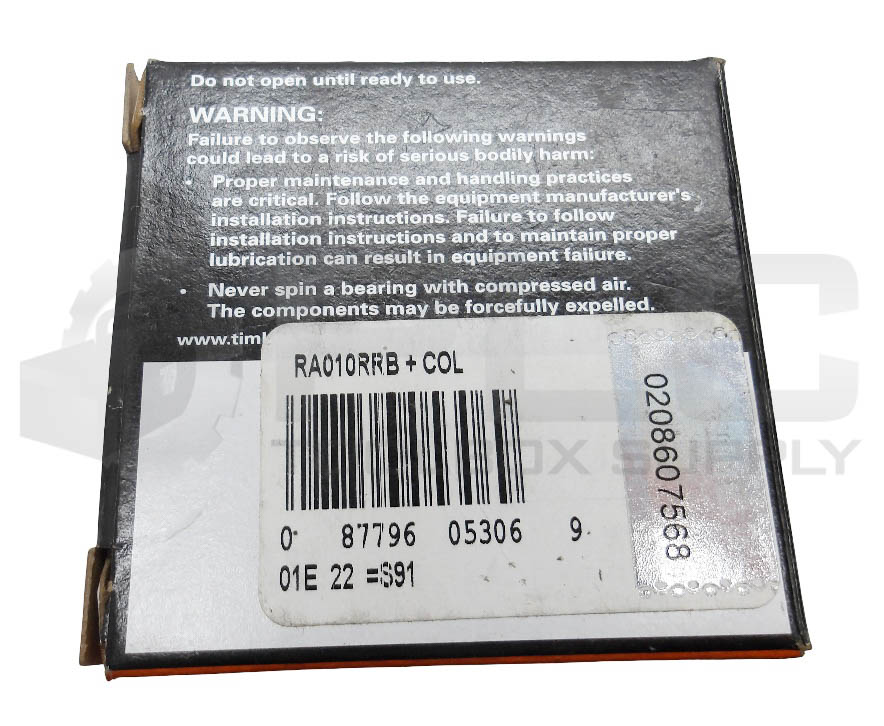 Do not open until ready to use.
WARNING:
Failure to observe the following warnings
could lead to a risk of serious bodily harm:
• Proper maintenance and handling practices
are critical. Follow the equipment manufacturer's
installation instructions. Failure to follow
installation instructions and to maintain proper
lubrication can result in equipment failure.
• Never spin a bearing with compressed air.
The components may be forcefully expelled.
www.tim
RA010RRB + COL
0 87796 05306 9
01E 22 =S91
0208607568
SUPPLY